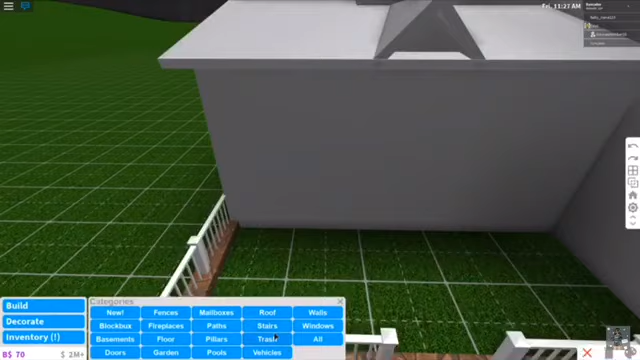 Fri, 11:27 AM
Build
Decorate
Inventory (!)
B$ 70
$ 2M+
Categories
New!
Fences
Mailboxes
Roof
Walls
Blockbux
Fireplaces
Paths
Stairs
Windows
Basements
Floor
Pillars
Trash
All
Doors
Garden
Pools
Vehicles